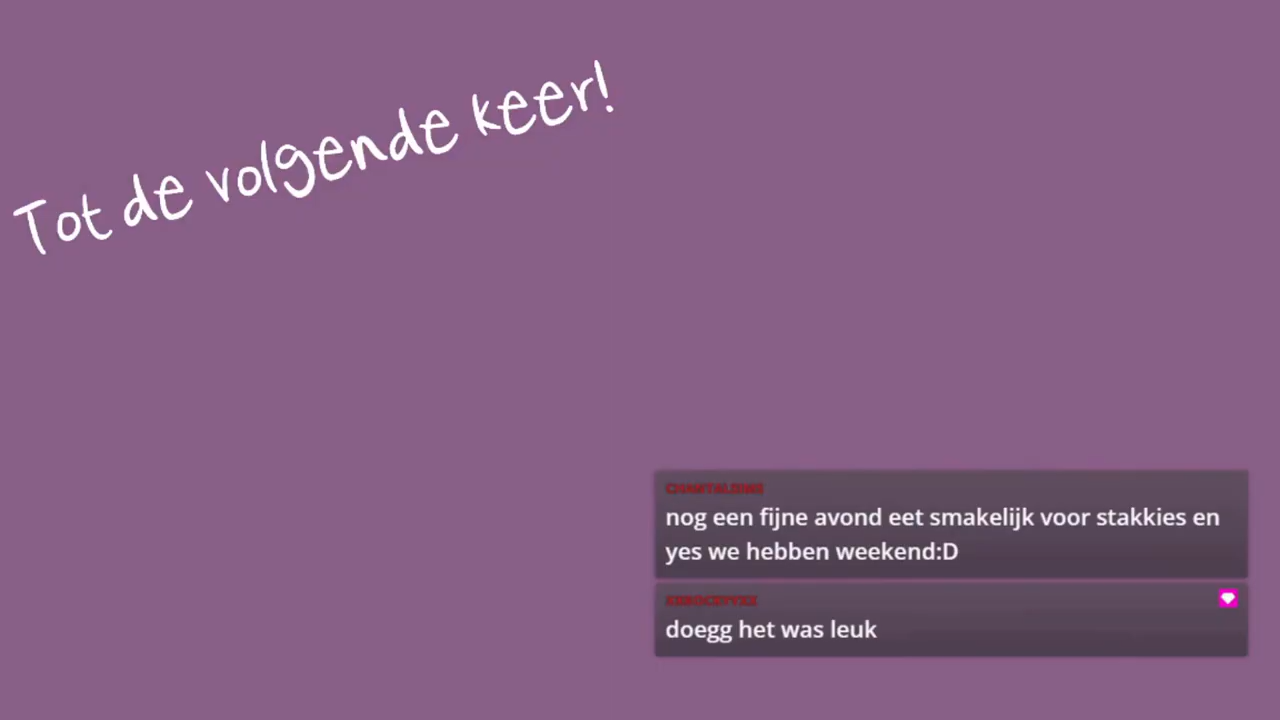 Tot de volgende keer!
nog een fijne avond eet smakelijk voor stakkies en
yes we hebben weekend:D
doegg het was leuk